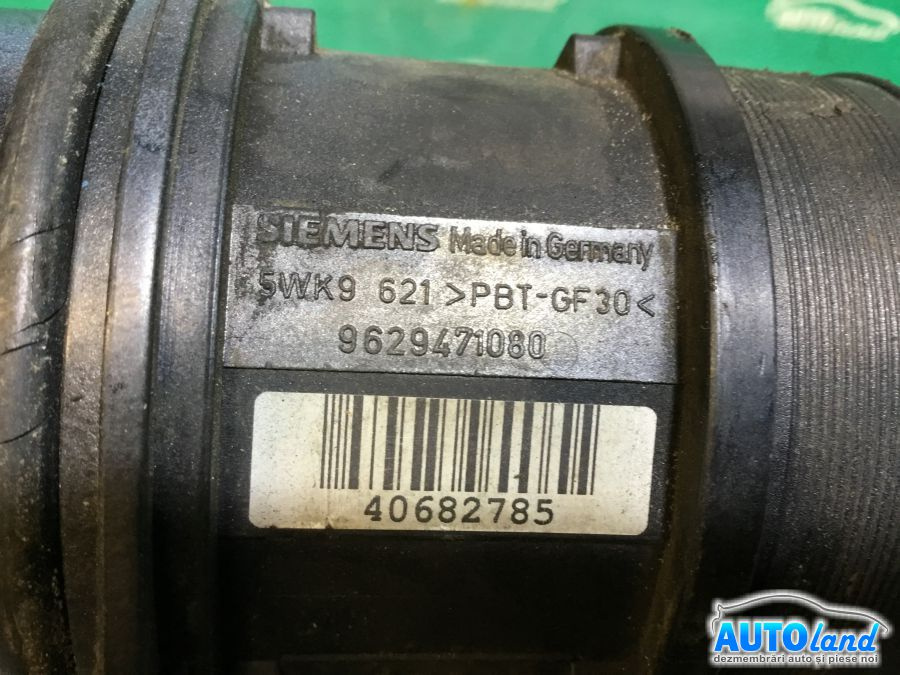 SIEMENS Made in Germany
5WK9 621 >PBT-GF30<
9629471080
40682785
AUTOland
dezmembrări auto și piese noi